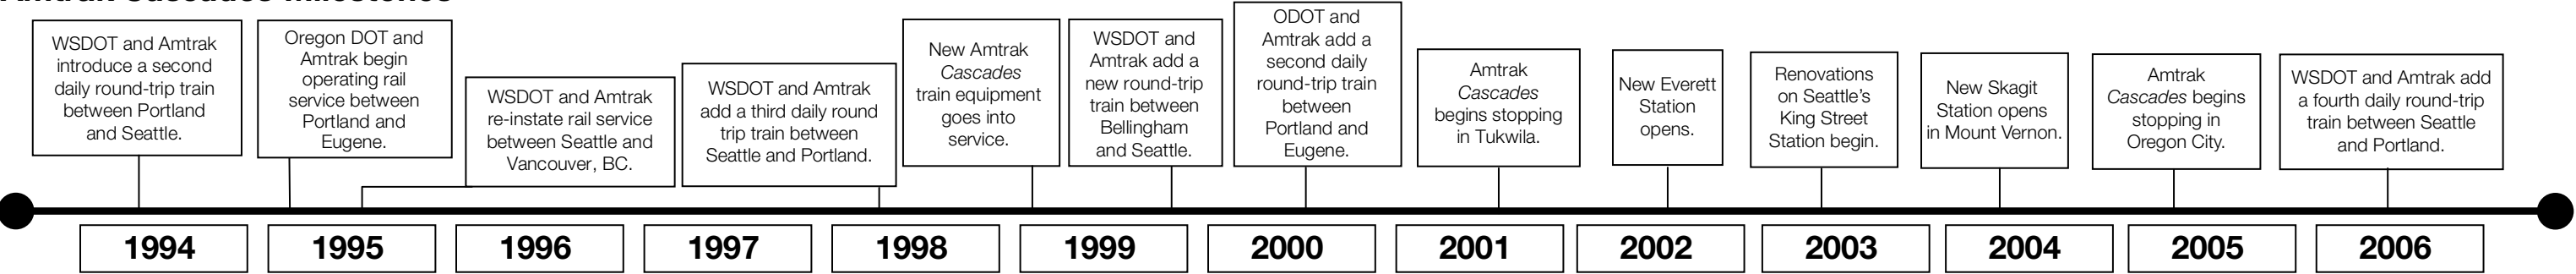 WSDOT and Amtrak
introduce a second
daily round-trip train
between Portland
and Seattle.
Oregon DOT and
Amtrak begin
operating rail
service between
Portland and
Eugene.
WSDOT and Amtrak
re-instate rail service
between Seattle and
Vancouver, BC.
WSDOT and Amtrak
add a third daily round
trip train between
Seattle and Portland.
New Amtrak
Cascades
train equipment
goes into
service.
WSDOT and
Amtrak add a
new round-trip
train between
Bellingham
and Seattle.
ODOT and
Amtrak add a
second daily
round-trip train
between
Portland and
Eugene.
Amtrak
Cascades
begins stopping
in Tukwila.
New Everett
Station
opens.
Renovations
on Seattle's
King Street
Station begin.
New Skagit
Station opens
in Mount Vernon.
Amtrak
Cascades begins
stopping in
Oregon City.
WSDOT and Amtrak add
a fourth daily round-trip
train between Seattle
and Portland.
1994
1995
1996
1997
1998
1999
2000
2001
2002
2003
2004
2005
2006